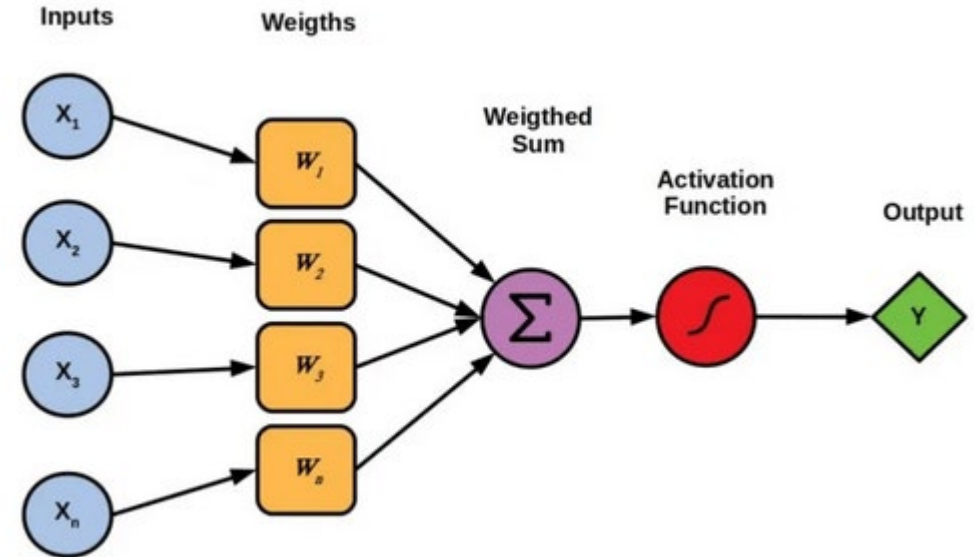 Inputs
Weigths
Weigthed
Sum
Activation
Function
Output
X₁
X₂
X₃
Xₙ
W₁
W₂
W₃
Wₙ
Σ
Y